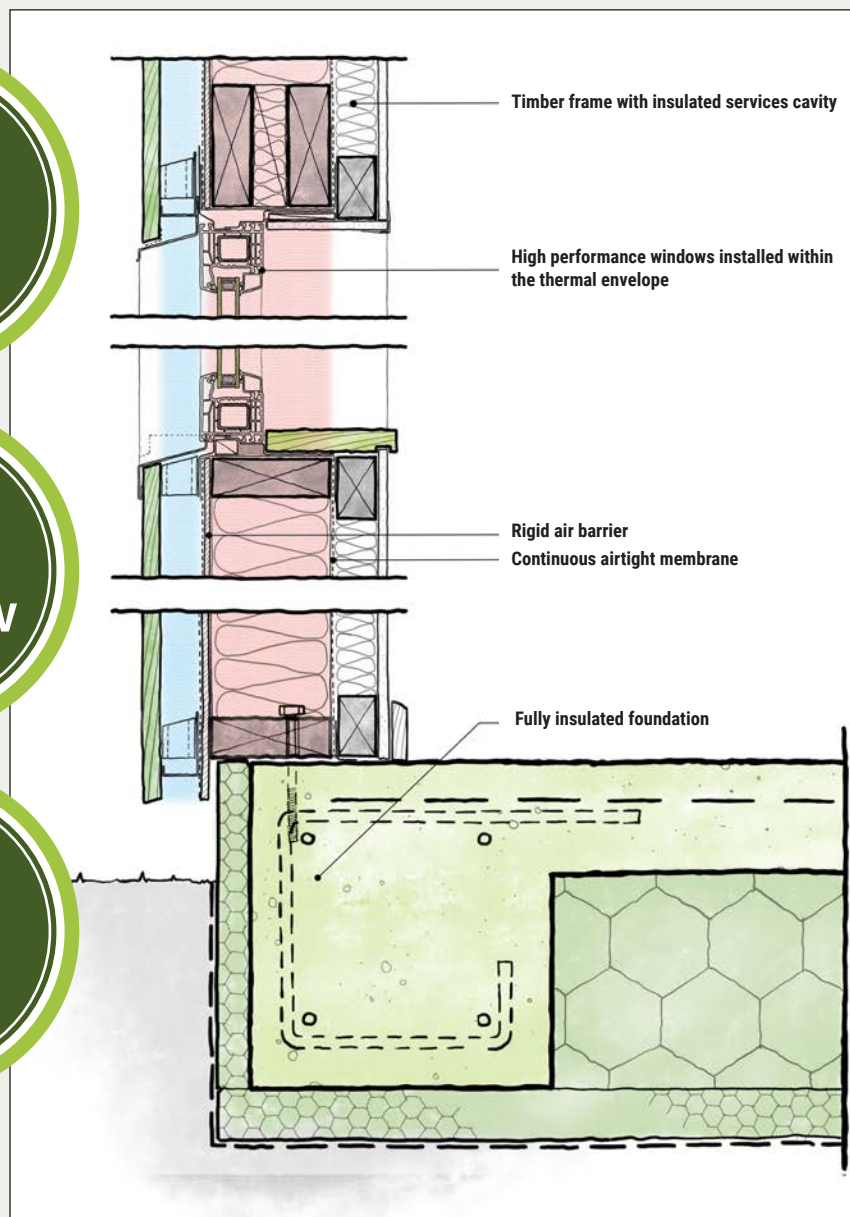 Timber frame with insulated services cavity
High performance windows installed within
the thermal envelope
Rigid air barrier
Continuous airtight membrane
Fully insulated foundation